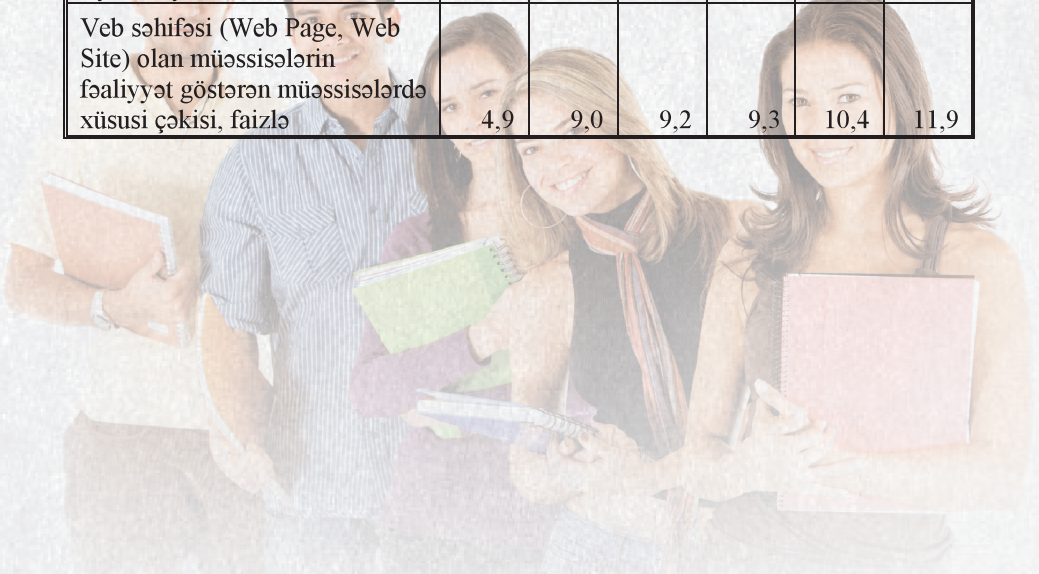 Veb səhifəsi (Web Page, Web
Site) olan müəssisələrin
fəaliyyət göstərən müəssisələrdə
xüsusi çəkisi, faizlə 4,9 9,0 9,2 9,3 10,4 11,9